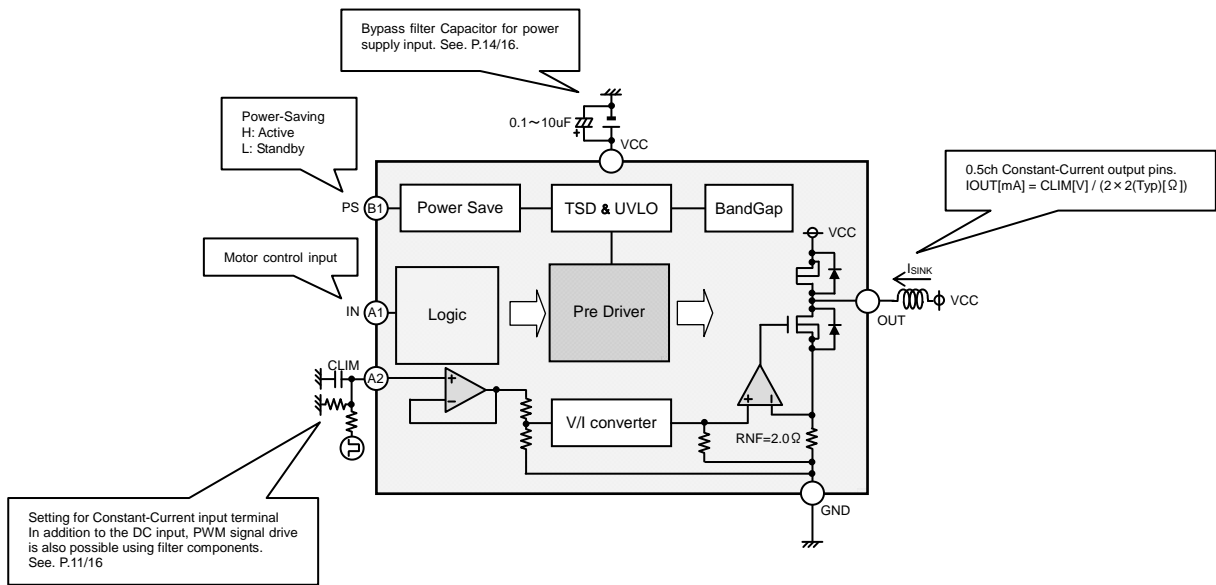 Bypass filter Capacitor for power
supply input. See. P.14/16.
Power-Saving
H: Active
L: Standby
0.1～10uF
+
VCC
0.5ch Constant-Current output pins.
IOUT[mA] = CLIM[V] / (2×2(Typ)[Ω])
PS
B1
Power Save
TSD & UVLO
BandGap
VCC
Motor control input
ISINK
VCC
OUT
IN
A1
Logic
Pre Driver
CLIM
A2
+
−
V/I converter
+
−
RNF=2.0Ω
GND
Setting for Constant-Current input terminal
In addition to the DC input, PWM signal drive
is also possible using filter components.
See. P.11/16